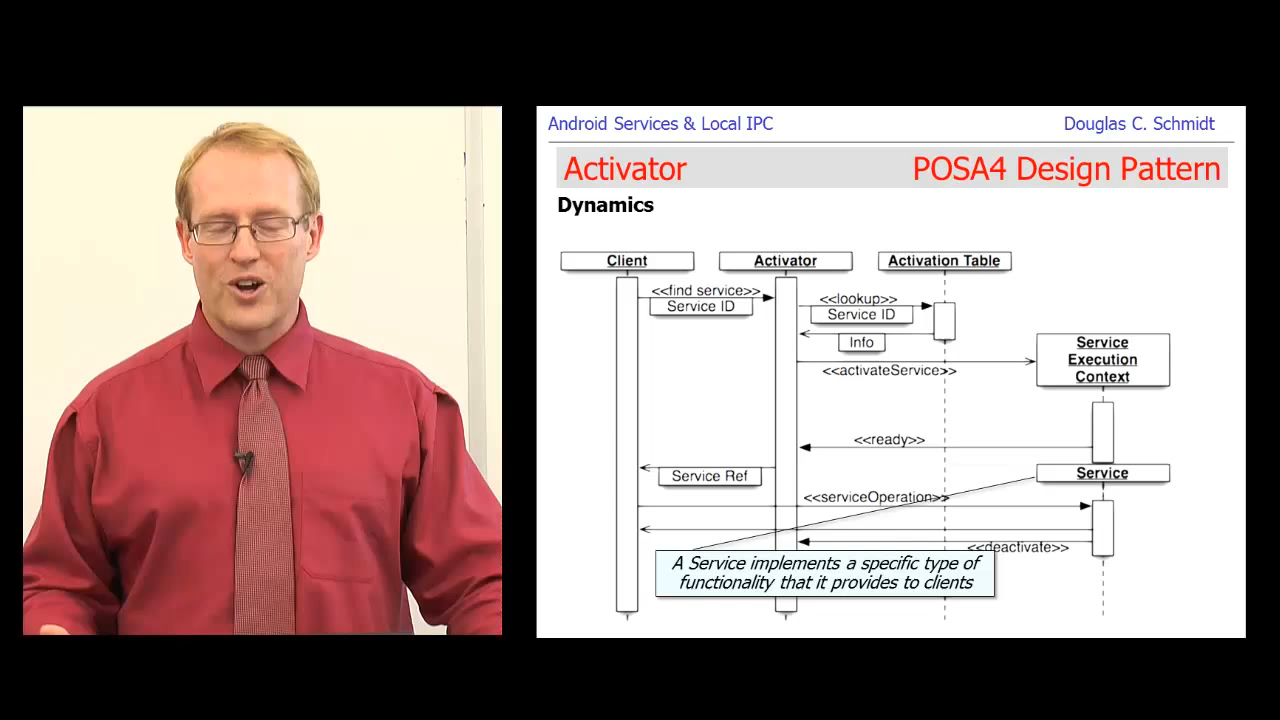 Android Services & Local IPC
Douglas C. Schmidt
Activator
POSA4 Design Pattern
Dynamics
Client
Activator
Activation Table
<<find service>>
Service ID
<<lookup>>
Service ID
Info
Service
Execution
Context
<<activateService>>
<<ready>>
Service Ref
Service
<<serviceOperation>>
<<deactivate>>
A Service implements a specific type of
functionality that it provides to clients